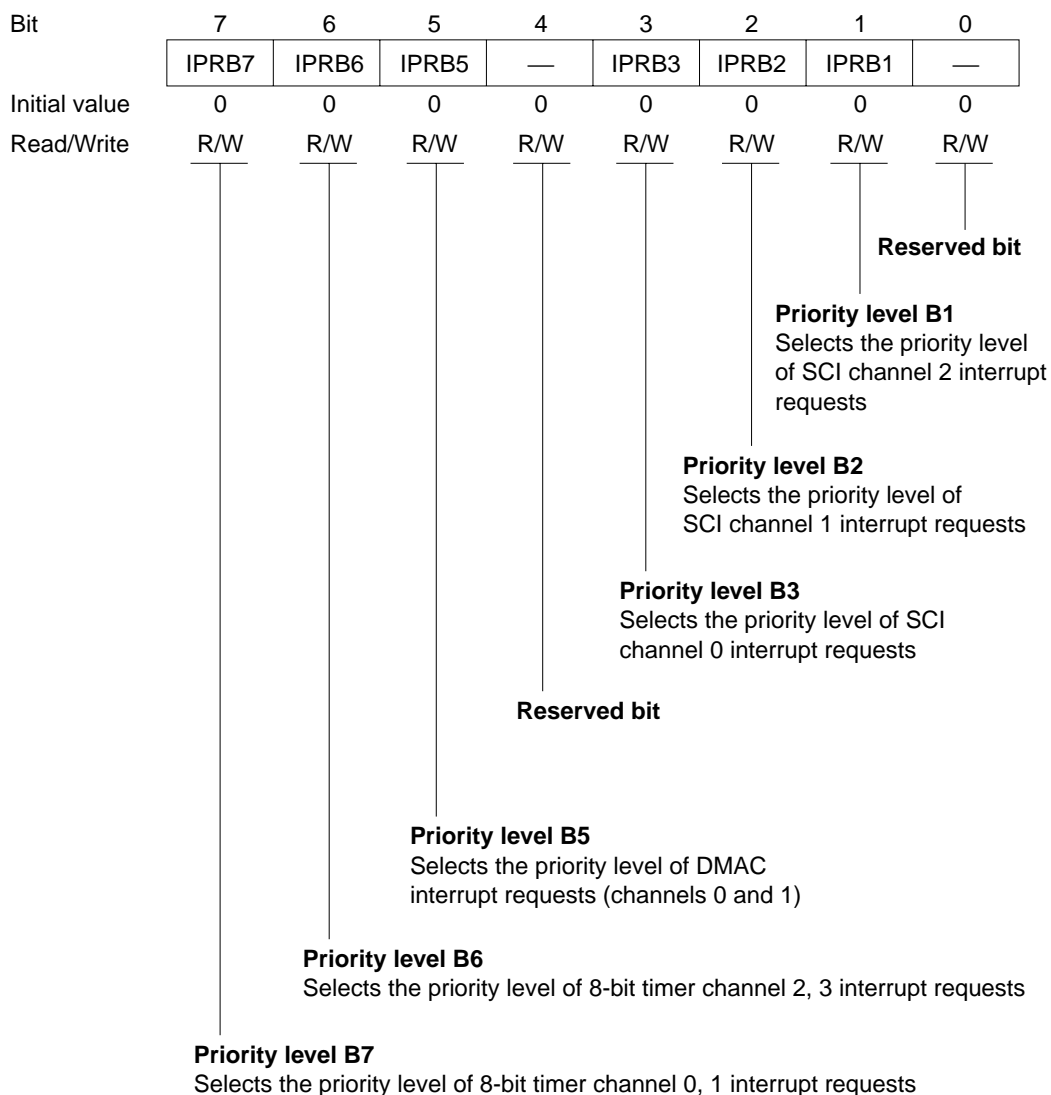 Bit 7 6 5 4 3 2 1 0
IPRB7 IPRB6 IPRB5 — IPRB3 IPRB2 IPRB1 —
Initial value 0 0 0 0 0 0 0 0
Read/Write R/W R/W R/W R/W R/W R/W R/W R/W
Reserved bit
Priority level B1
Selects the priority level
of SCI channel 2 interrupt
requests
Priority level B2
Selects the priority level of
SCI channel 1 interrupt requests
Priority level B3
Selects the priority level of SCI
channel 0 interrupt requests
Reserved bit
Priority level B5
Selects the priority level of DMAC
interrupt requests (channels 0 and 1)
Priority level B6
Selects the priority level of 8-bit timer channel 2, 3 interrupt requests
Priority level B7
Selects the priority level of 8-bit timer channel 0, 1 interrupt requests